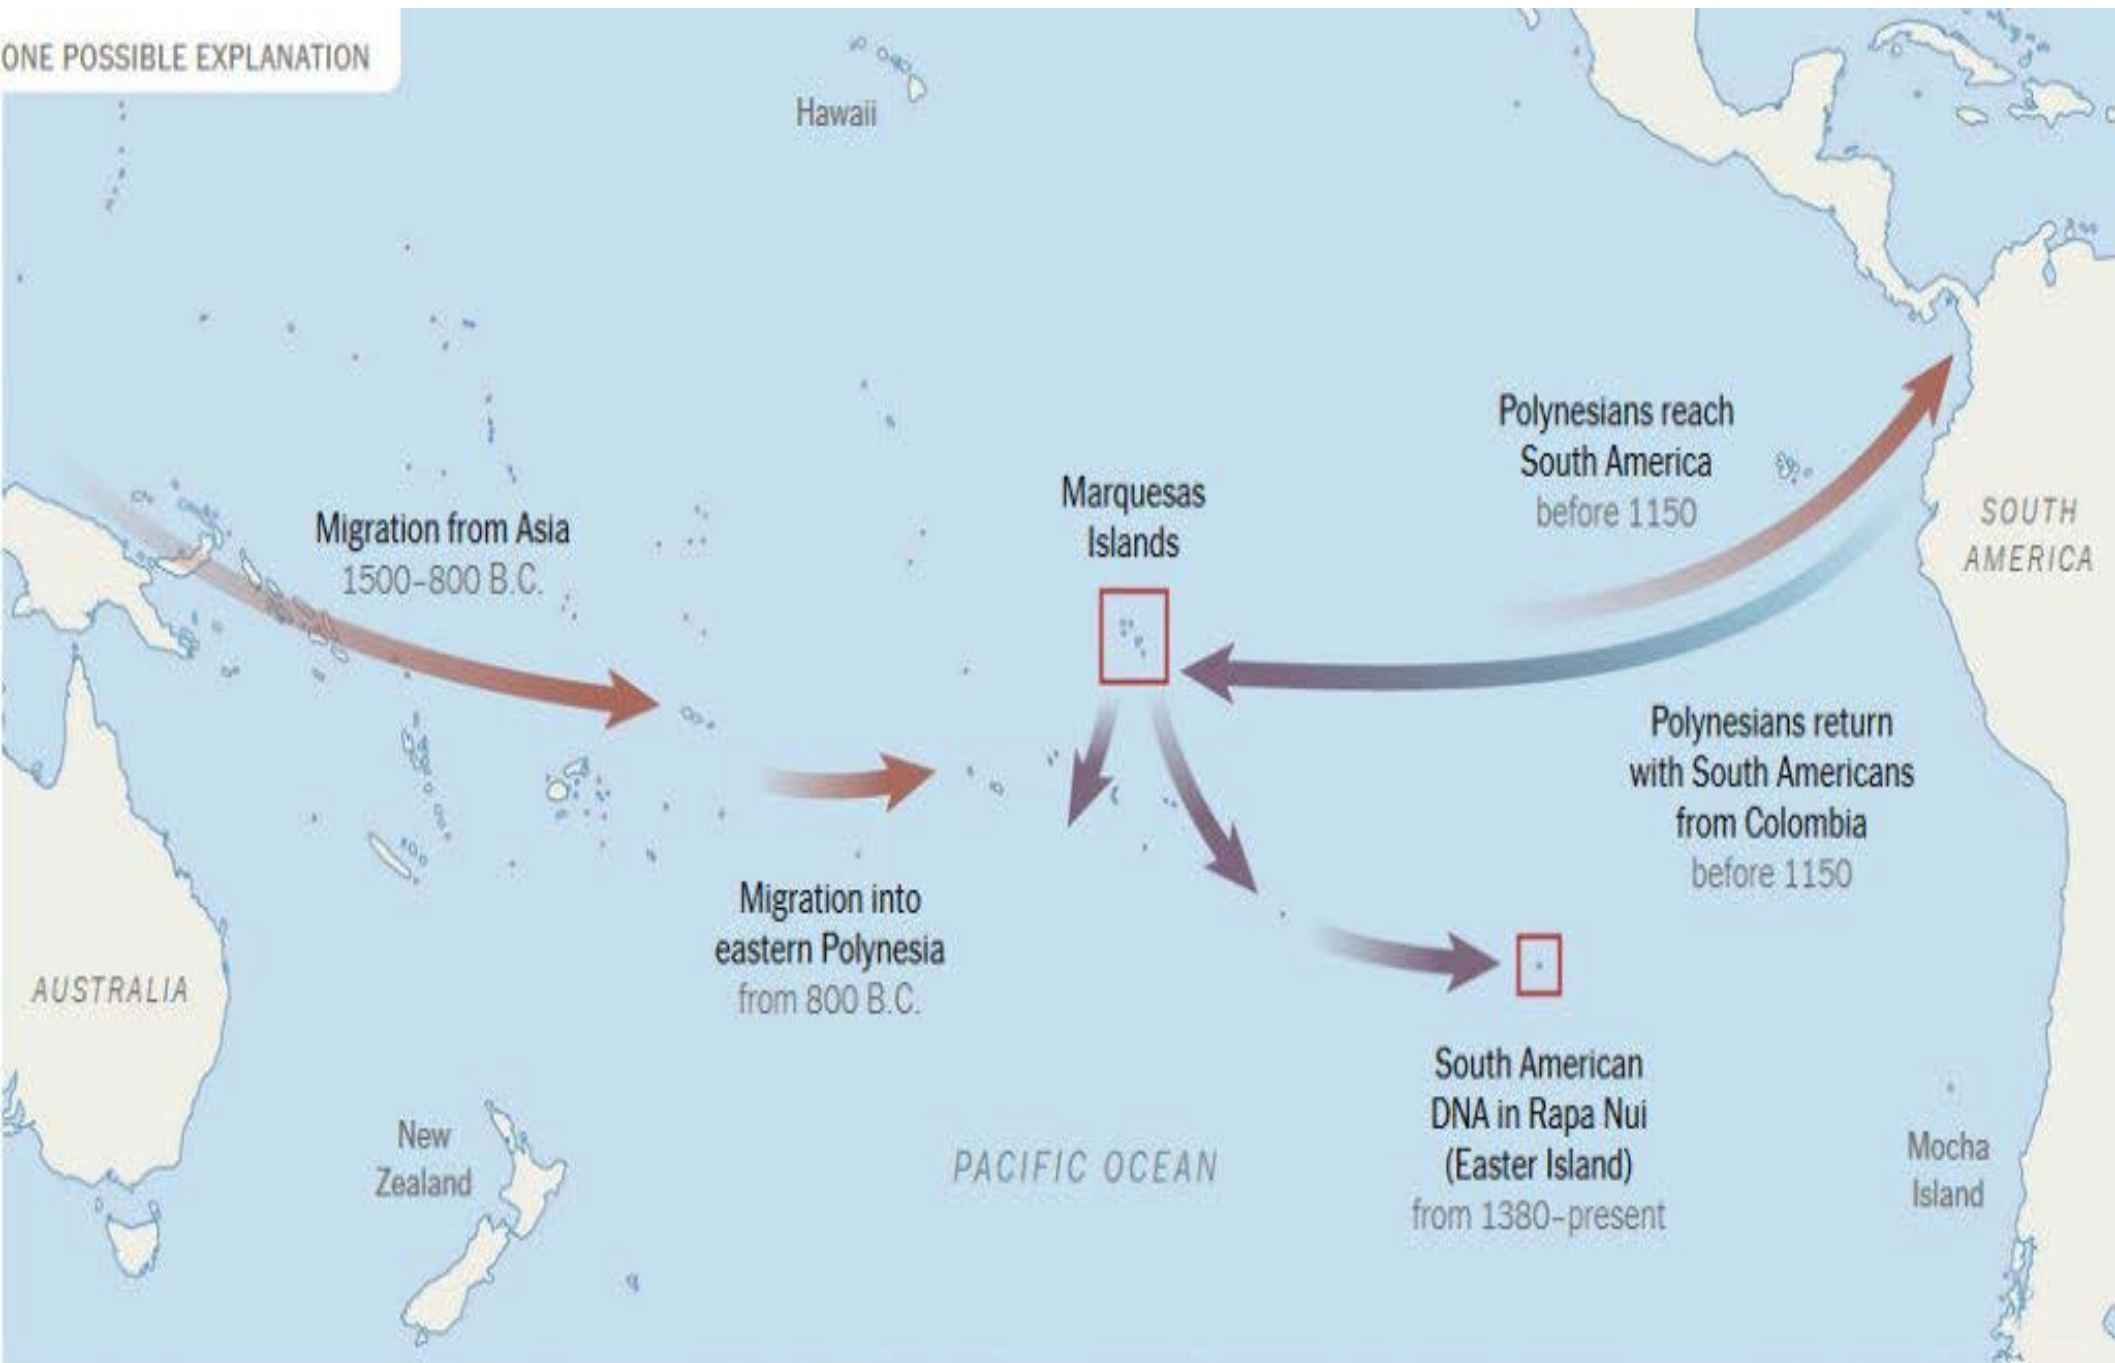 ONE POSSIBLE EXPLANATION
Hawaii
Polynesians reach
South America
before 1150
Marquesas
Islands
SOUTH
AMERICA
Migration from Asia
1500–800 B.C.
Polynesians return
with South Americans
from Colombia
before 1150
Migration into
eastern Polynesia
from 800 B.C.
AUSTRALIA
South American
DNA in Rapa Nui
(Easter Island)
from 1380–present
New
Zealand
PACIFIC OCEAN
Mocha
Island